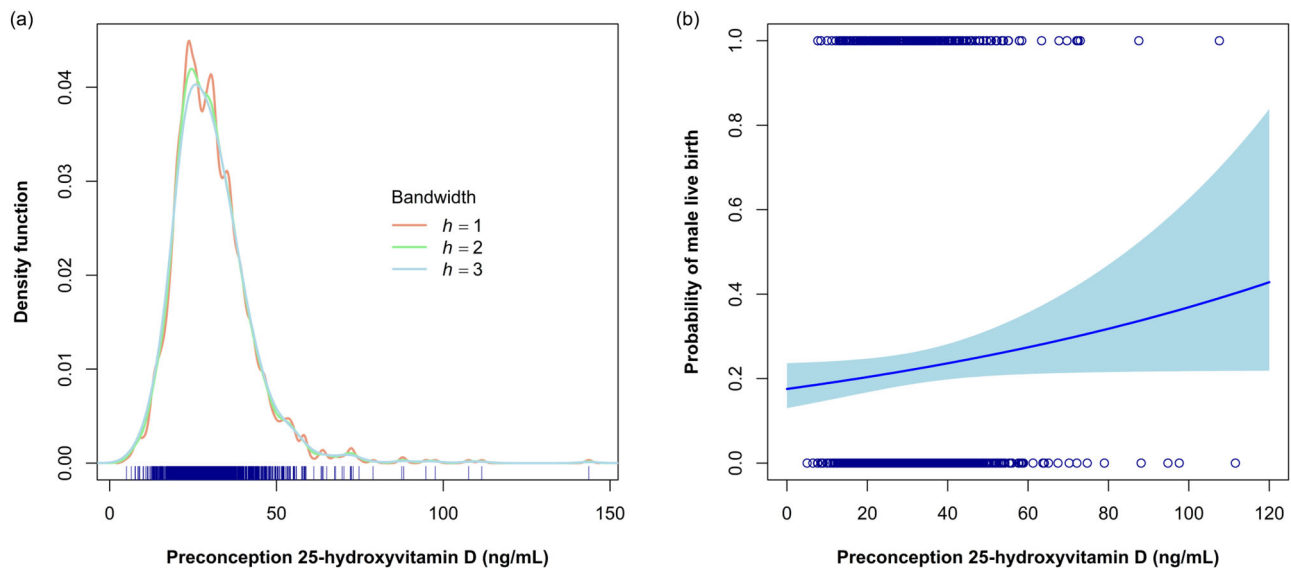 (a)
Density function
0.04
0.03
0.02
0.01
0.00
Bandwidth
h = 1
h = 2
h = 3
0 50 100 150
Preconception 25-hydroxyvitamin D (ng/mL)
(b)
Probability of male live birth
1.0
0.8
0.6
0.4
0.2
0.0
0 20 40 60 80 100 120
Preconception 25-hydroxyvitamin D (ng/mL)